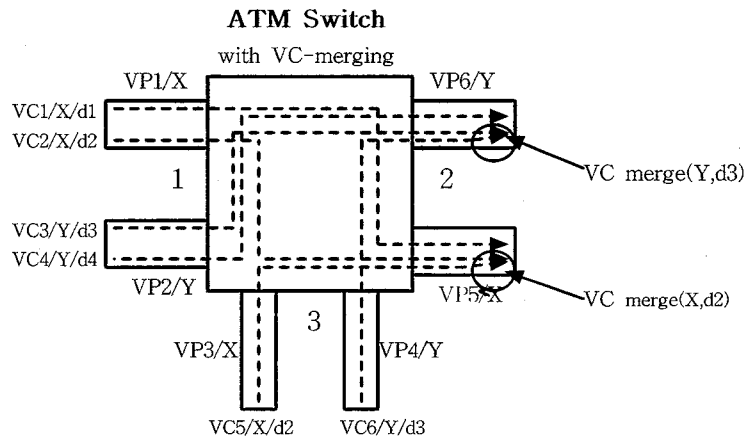 ATM Switch
with VC-merging
VP1/X
VP6/Y
VC1/X/d1
VC2/X/d2
1
2
VC merge(Y,d3)
VC3/Y/d3
VC4/Y/d4
VP2/Y
VP5/X
VC merge(X,d2)
3
VP3/X
VP4/Y
VC5/X/d2
VC6/Y/d3